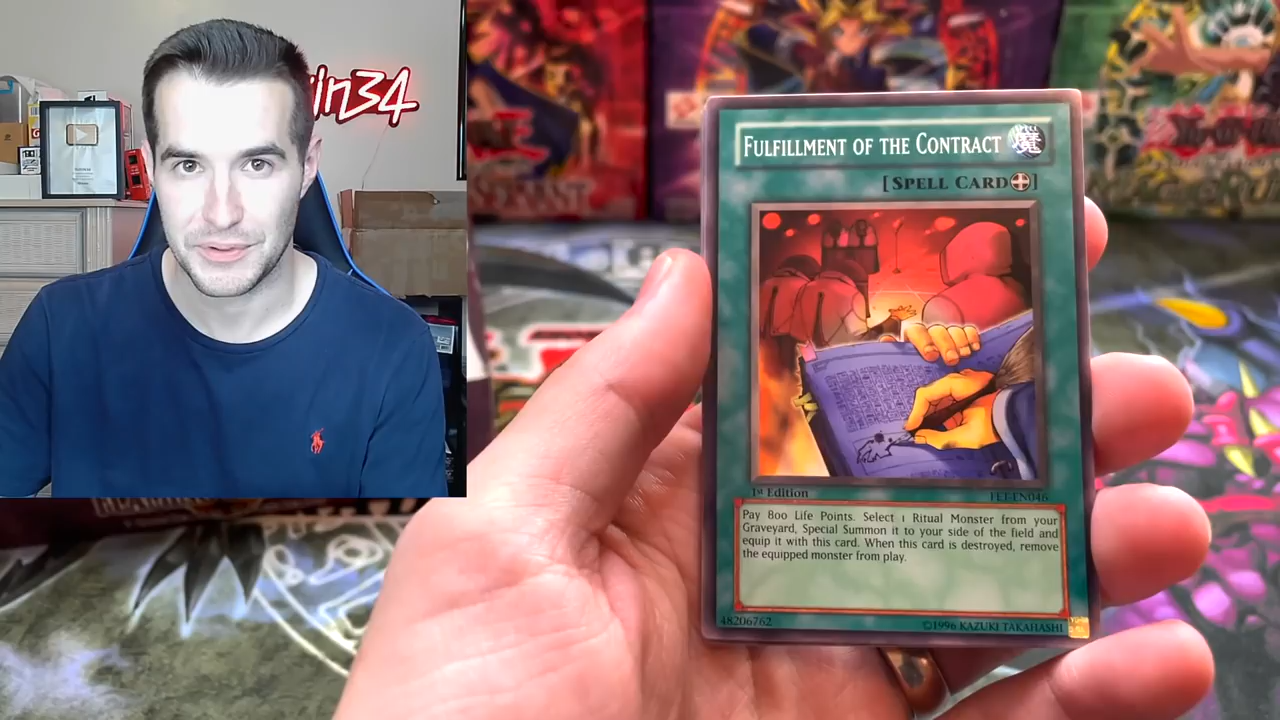 in34
FULFILLMENT OF THE CONTRACT
[SPELL CARD]
1st Edition
FET-EN046
Pay 800 Life Points. Select 1 Ritual Monster from your
Graveyard, Special Summon it to your side of the field and
equip it with this card. When this card is destroyed, remove
the equipped monster from play.
48206762
©1996 KAZUKI TAKAHASHI